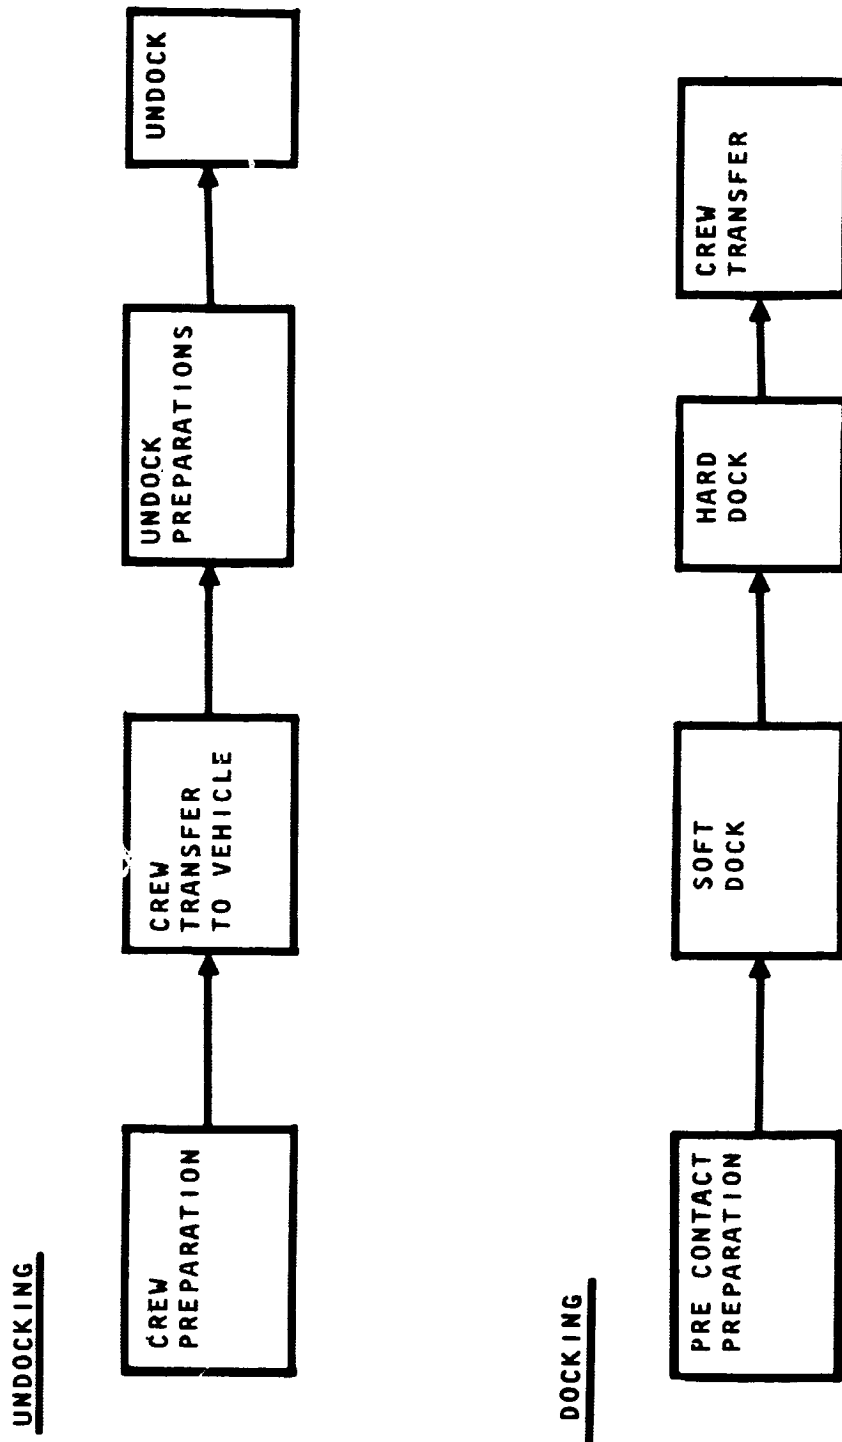 UNDOCKING
CREW
PREPARATION
CREW
TRANSFER
TO VEHICLE
UNDOCK
PREPARATIONS
UNDOCK
DOCKING
PRE CONTACT
PREPARATION
SOFT
DOCK
HARD
DOCK
CREW
TRANSFER